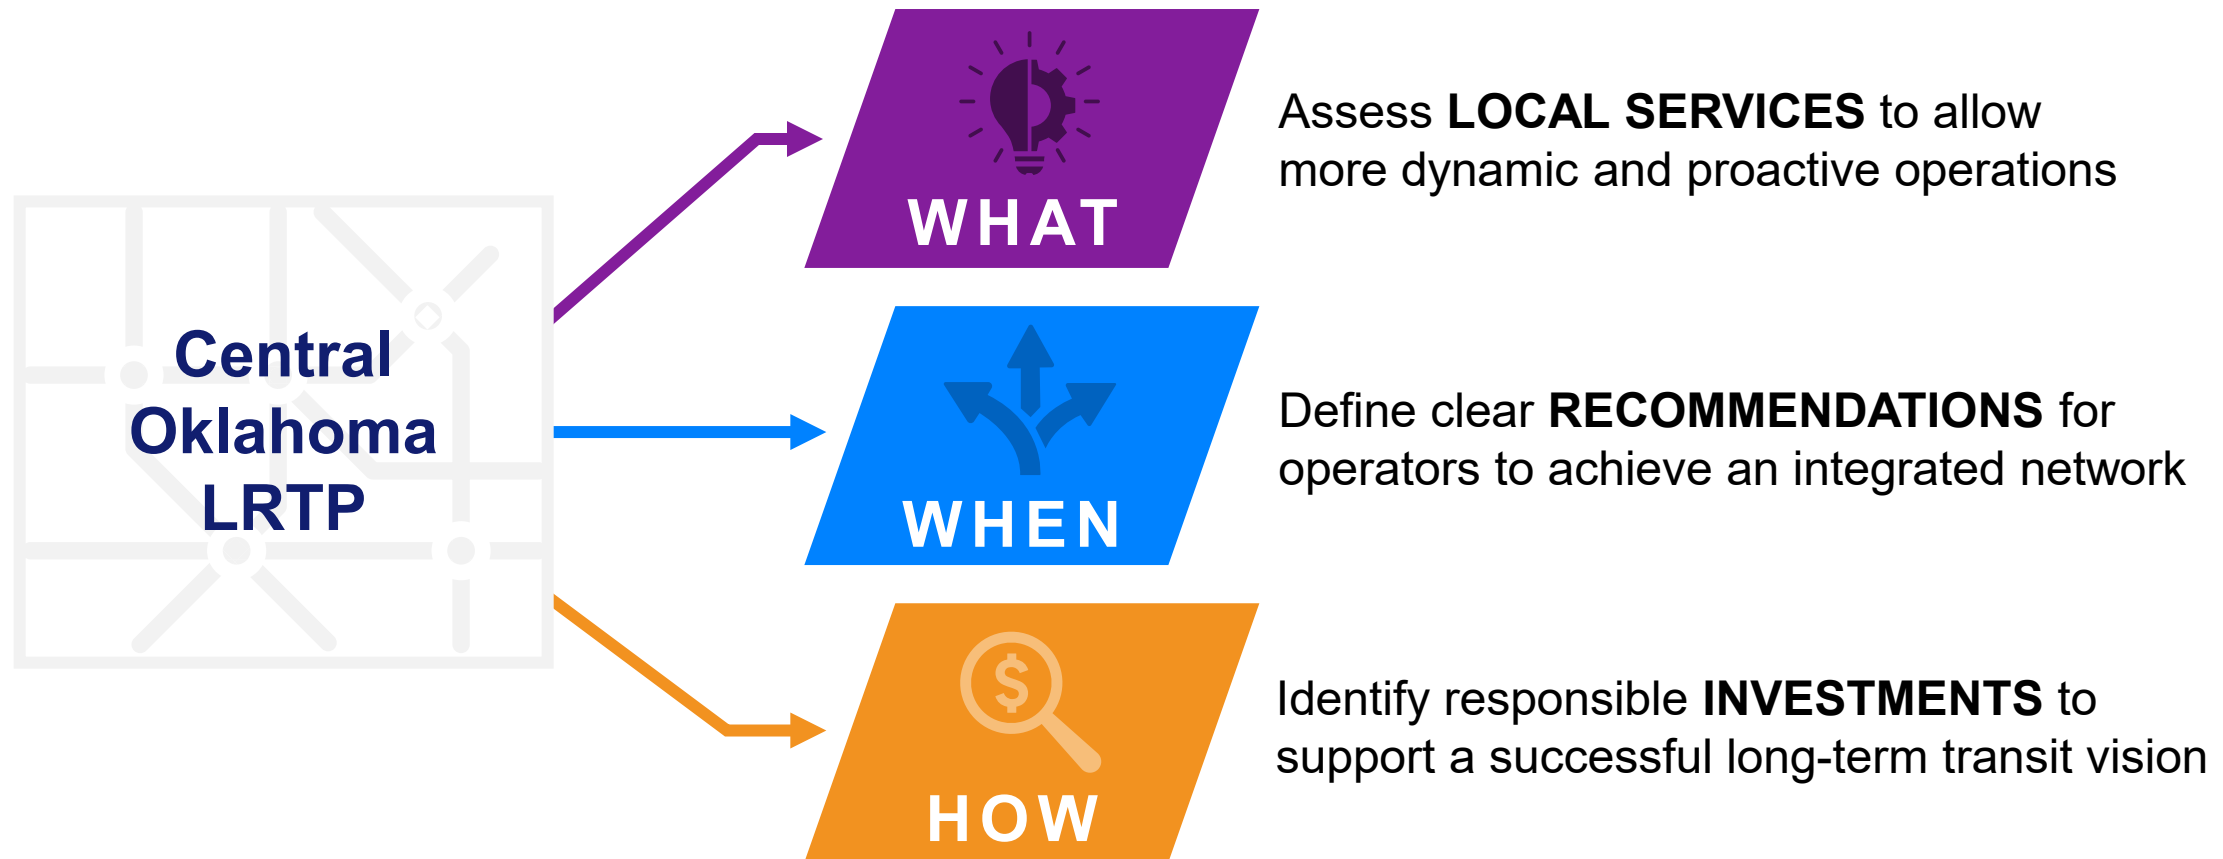 Central
Oklahoma
LRTP
WHAT
Assess LOCAL SERVICES to allow
more dynamic and proactive operations
WHEN
Define clear RECOMMENDATIONS for
operators to achieve an integrated network
$
HOW
Identify responsible INVESTMENTS to
support a successful long-term transit vision